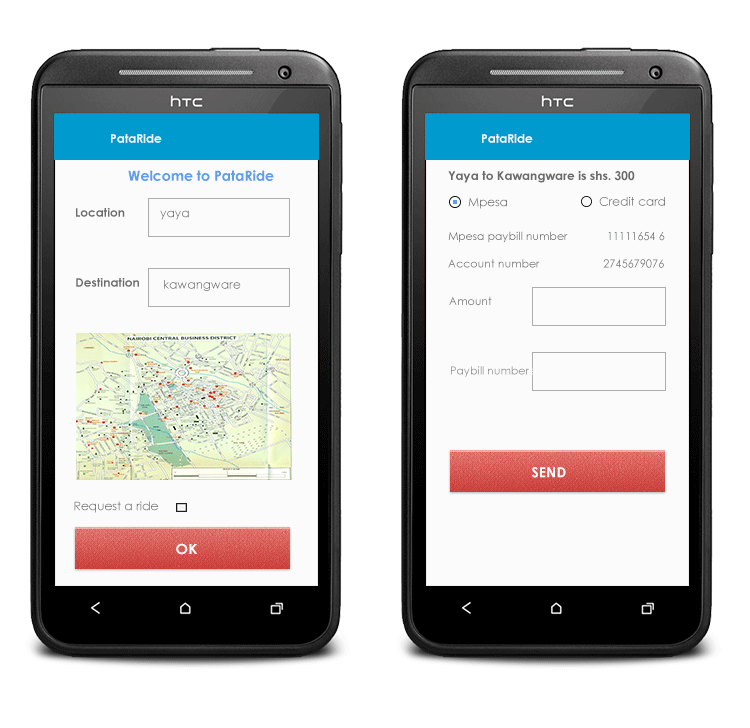 hTC
PataRide
Welcome to PataRide
Location
yaya
Destination
kawangware
NAIROBI CENTRAL BUSINESS DISTRICT
Request a ride
OK
hTC
PataRide
Yaya to Kawangware is shs. 300
Mpesa
Credit card
Mpesa paybill number 11111654 6
Account number 2745679076
Amount
Paybill number
SEND